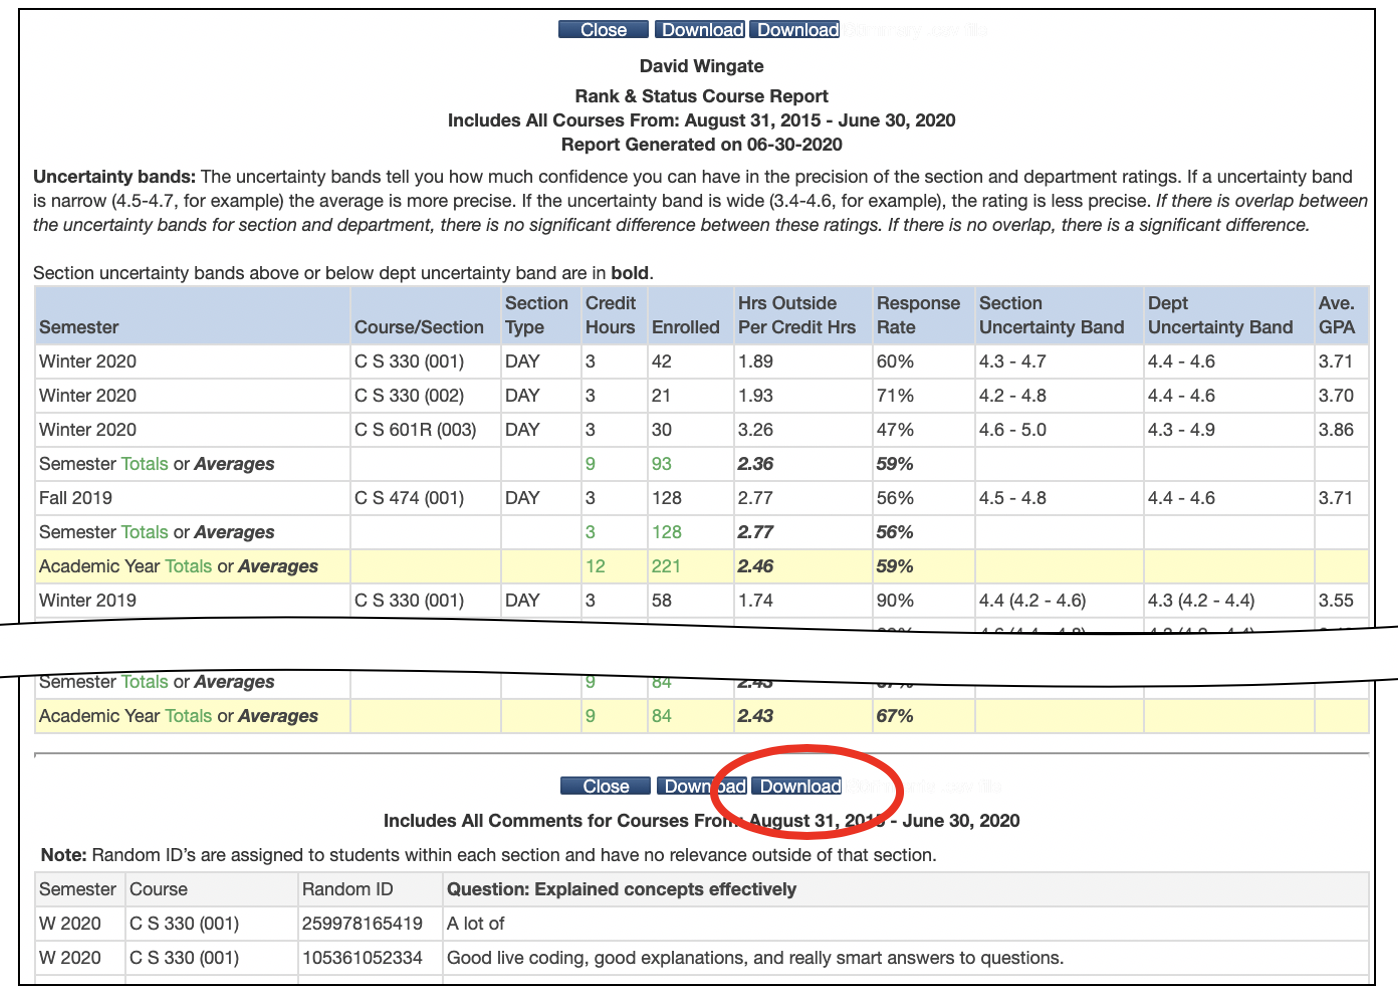 Close Download Download
David Wingate
Rank & Status Course Report
Includes All Courses From: August 31, 2015 - June 30, 2020
Report Generated on 06-30-2020
Uncertainty bands: The uncertainty bands tell you how much confidence you can have in the precision of the section and department ratings. If a uncertainty band
is narrow (4.5-4.7, for example) the average is more precise. If the uncertainty band is wide (3.4-4.6, for example), the rating is less precise. If there is overlap between
the uncertainty bands for section and department, there is no significant difference between these ratings. If there is no overlap, there is a significant difference.
Section uncertainty bands above or below dept uncertainty band are in bold.
Section Credit Hrs Outside Response Section Dept Ave.
Semester Course/Section Type Hours Enrolled Per Credit Hrs Rate Uncertainty Band Uncertainty Band GPA
Winter 2020 C S 330 (001) DAY 3 42 1.89 60% 4.3 - 4.7 4.4 - 4.6 3.71
Winter 2020 C S 330 (002) DAY 3 21 1.93 71% 4.2 - 4.8 4.4 - 4.6 3.70
Winter 2020 C S 601R (003) DAY 3 30 3.26 47% 4.6 - 5.0 4.3 - 4.9 3.86
Semester Totals or Averages 9 93 2.36 59%
Fall 2019 C S 474 (001) DAY 3 128 2.77 56% 4.5 - 4.8 4.4 - 4.6 3.71
Semester Totals or Averages 3 128 2.77 56%
Academic Year Totals or Averages 12 221 2.46 59%
Winter 2019 C S 330 (001) DAY 3 58 1.74 90% 4.4 (4.2 - 4.6) 4.3 (4.2 - 4.4) 3.55
Semester Totals or Averages 9 84 2.43 67%
Academic Year Totals or Averages 9 84 2.43 67%
Close Download Download
Includes All Comments for Courses From: August 31, 2015 - June 30, 2020
Note: Random ID's are assigned to students within each section and have no relevance outside of that section.
Semester Course Random ID Question: Explained concepts effectively
W 2020 C S 330 (001) 259978165419 A lot of
W 2020 C S 330 (001) 105361052334 Good live coding, good explanations, and really smart answers to questions.